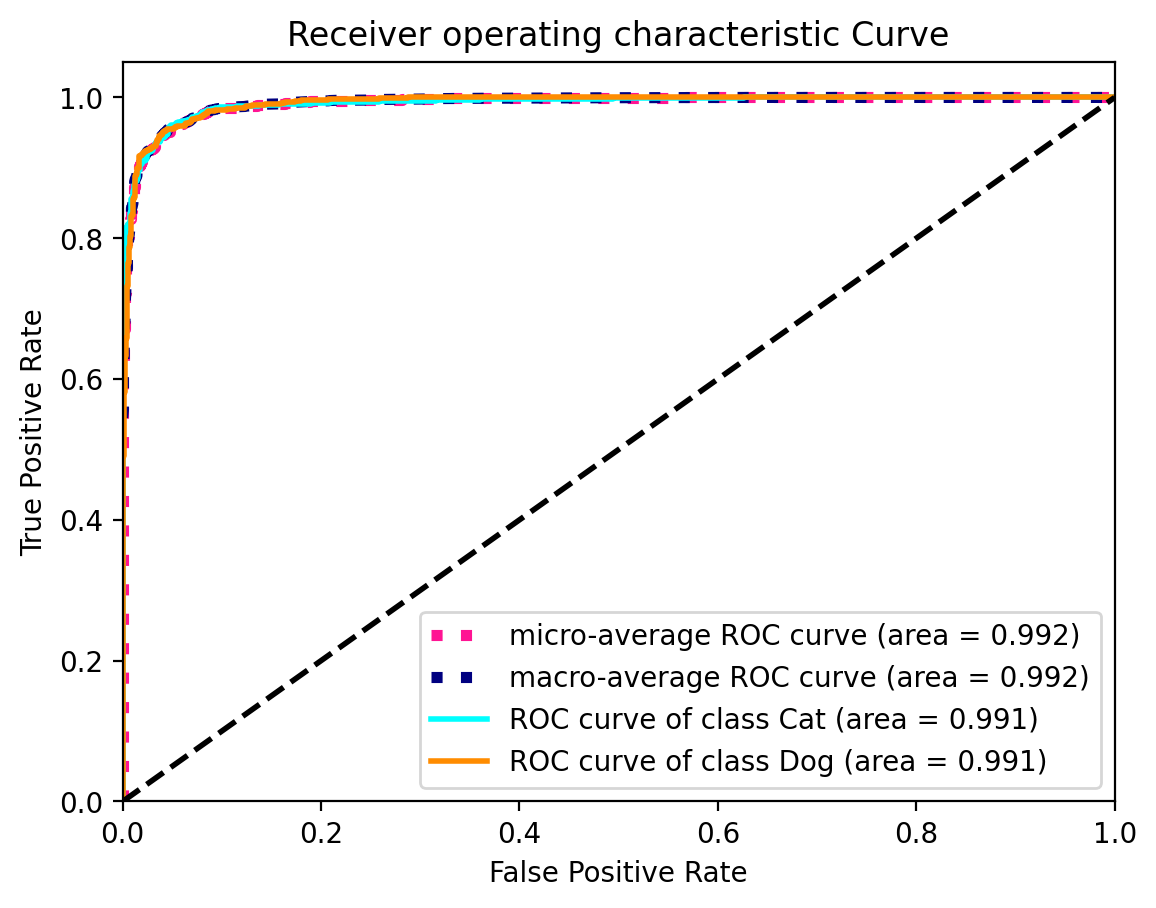 Receiver operating characteristic Curve
1.0
0.8
0.6
0.4
0.2
0.0
True Positive Rate
micro-average ROC curve (area = 0.992)
macro-average ROC curve (area = 0.992)
ROC curve of class Cat (area = 0.991)
ROC curve of class Dog (area = 0.991)
0.0 0.2 0.4 0.6 0.8 1.0
False Positive Rate